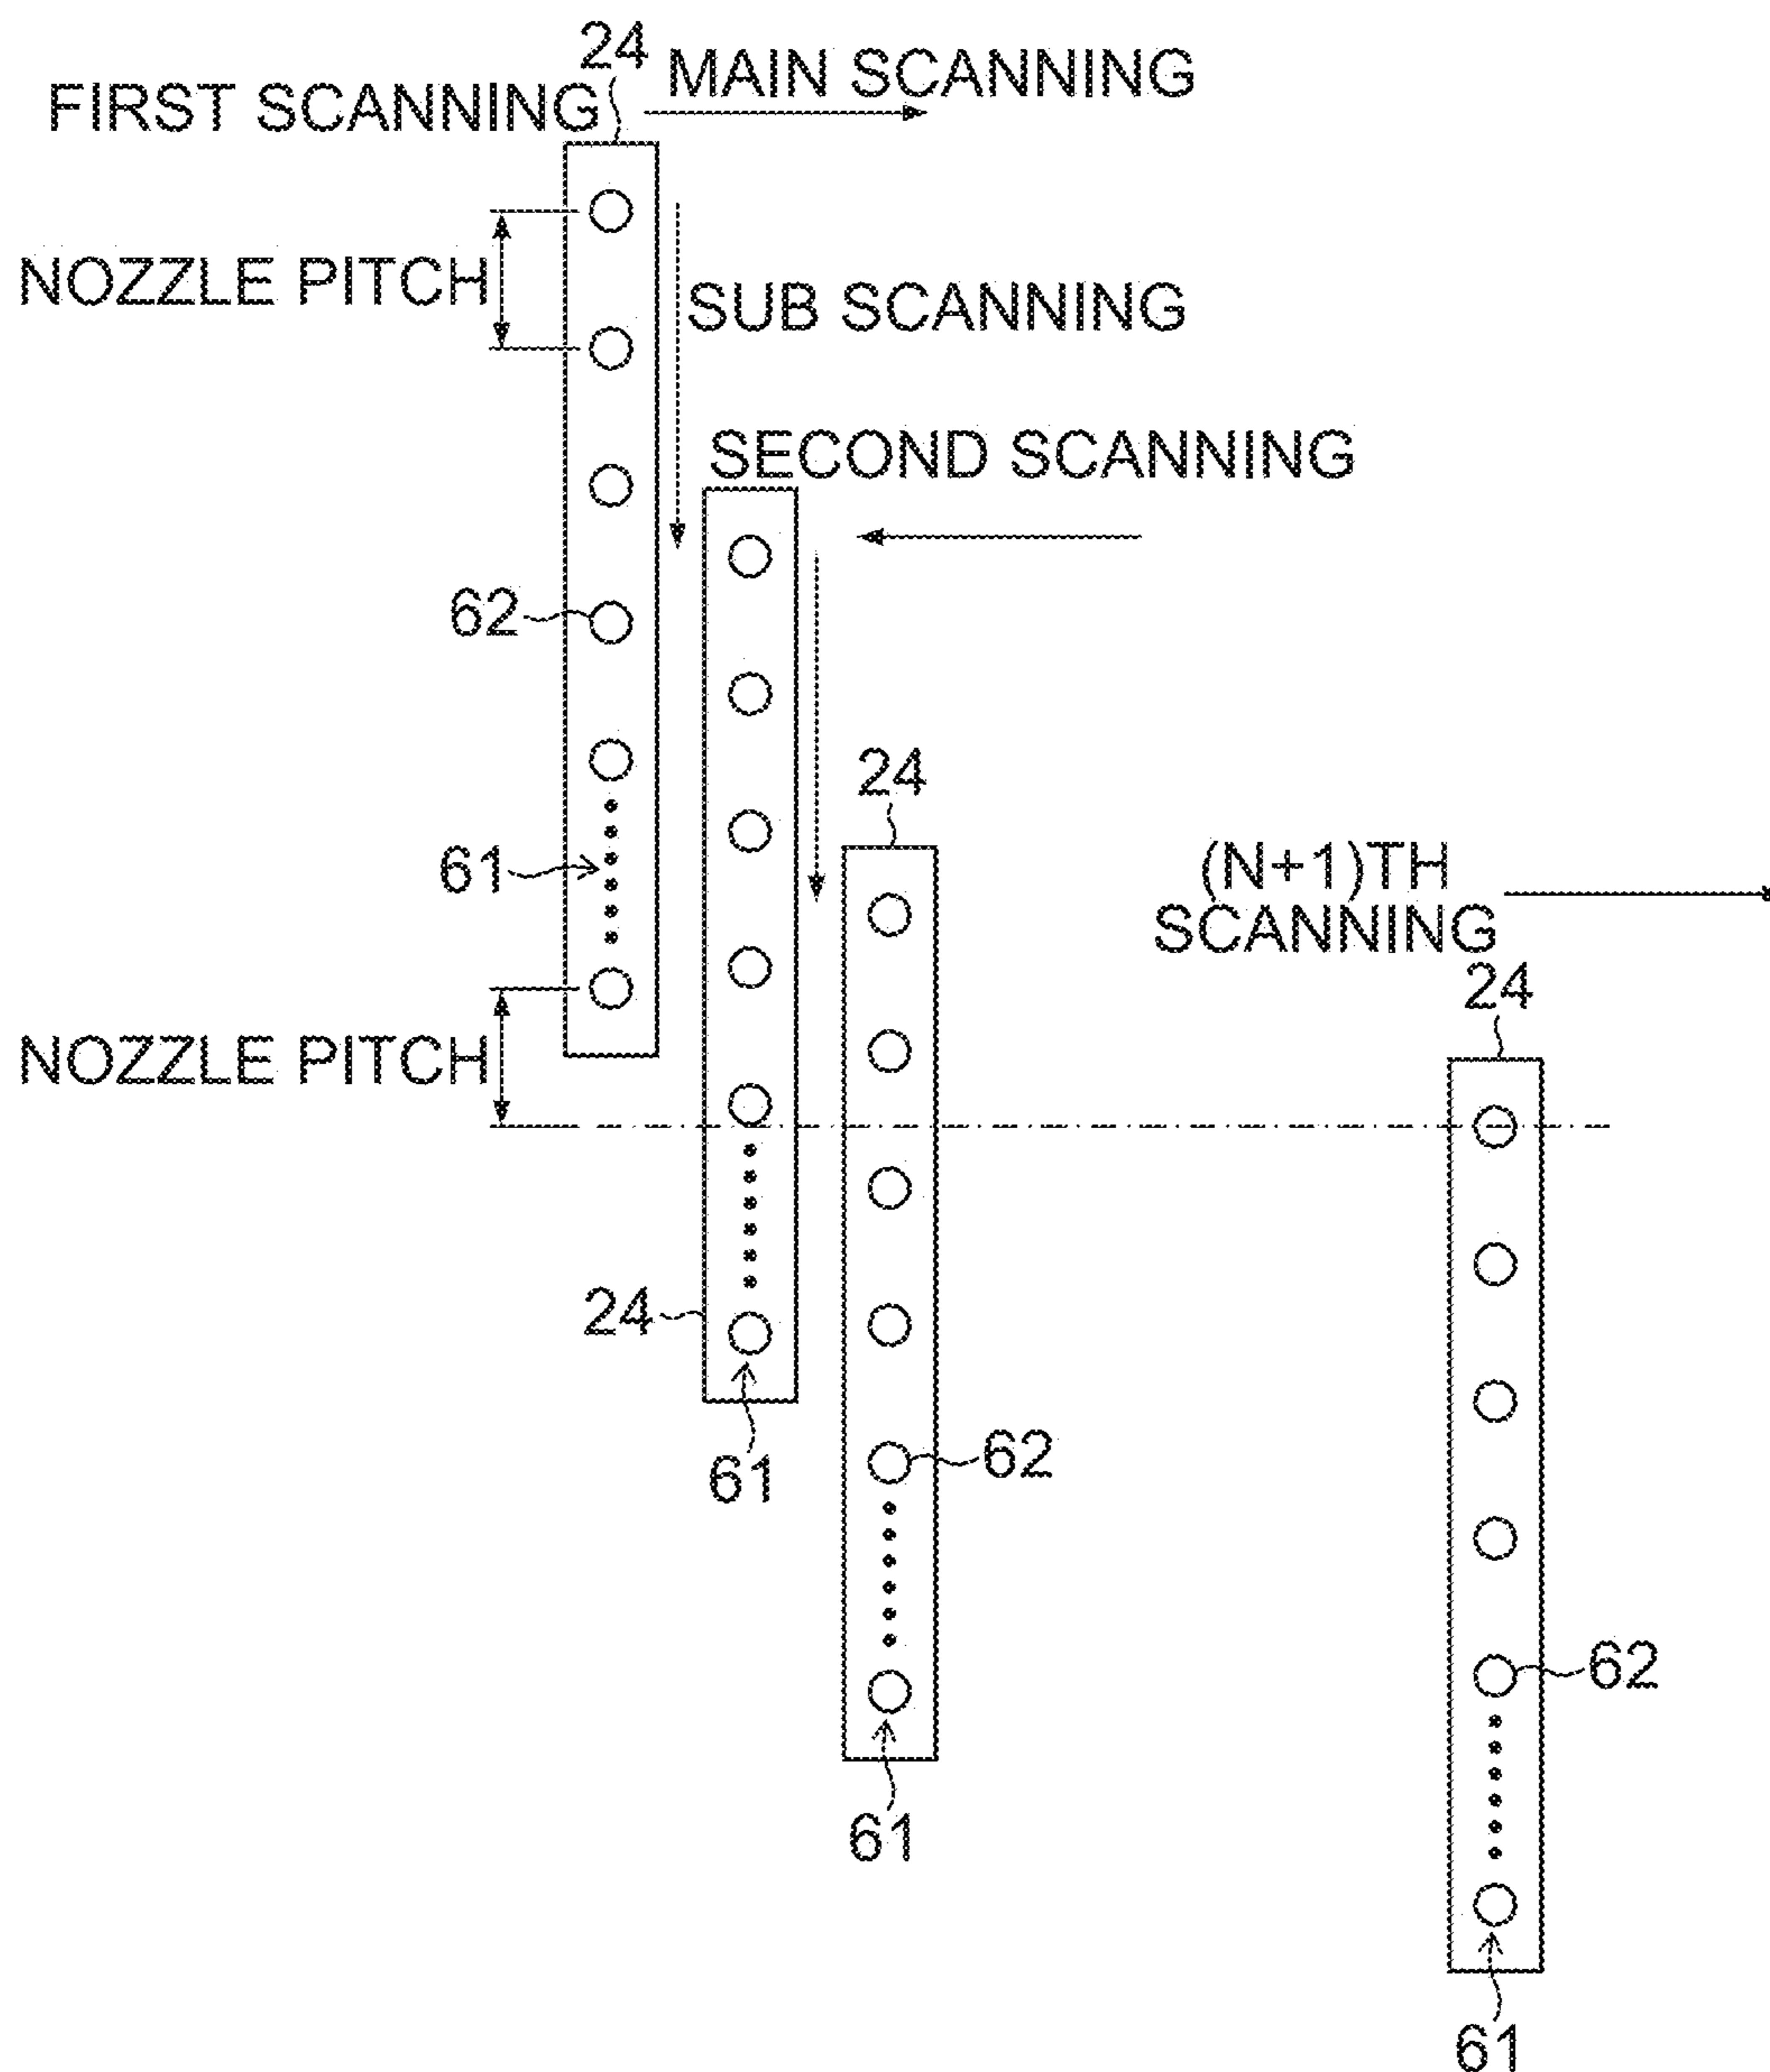 24
MAIN SCANNING
FIRST SCANNING
NOZZLE PITCH
SUB SCANNING
SECOND SCANNING
62
24
61
(N+1)TH
SCANNING
24
NOZZLE PITCH
24
62
61
62
61
61